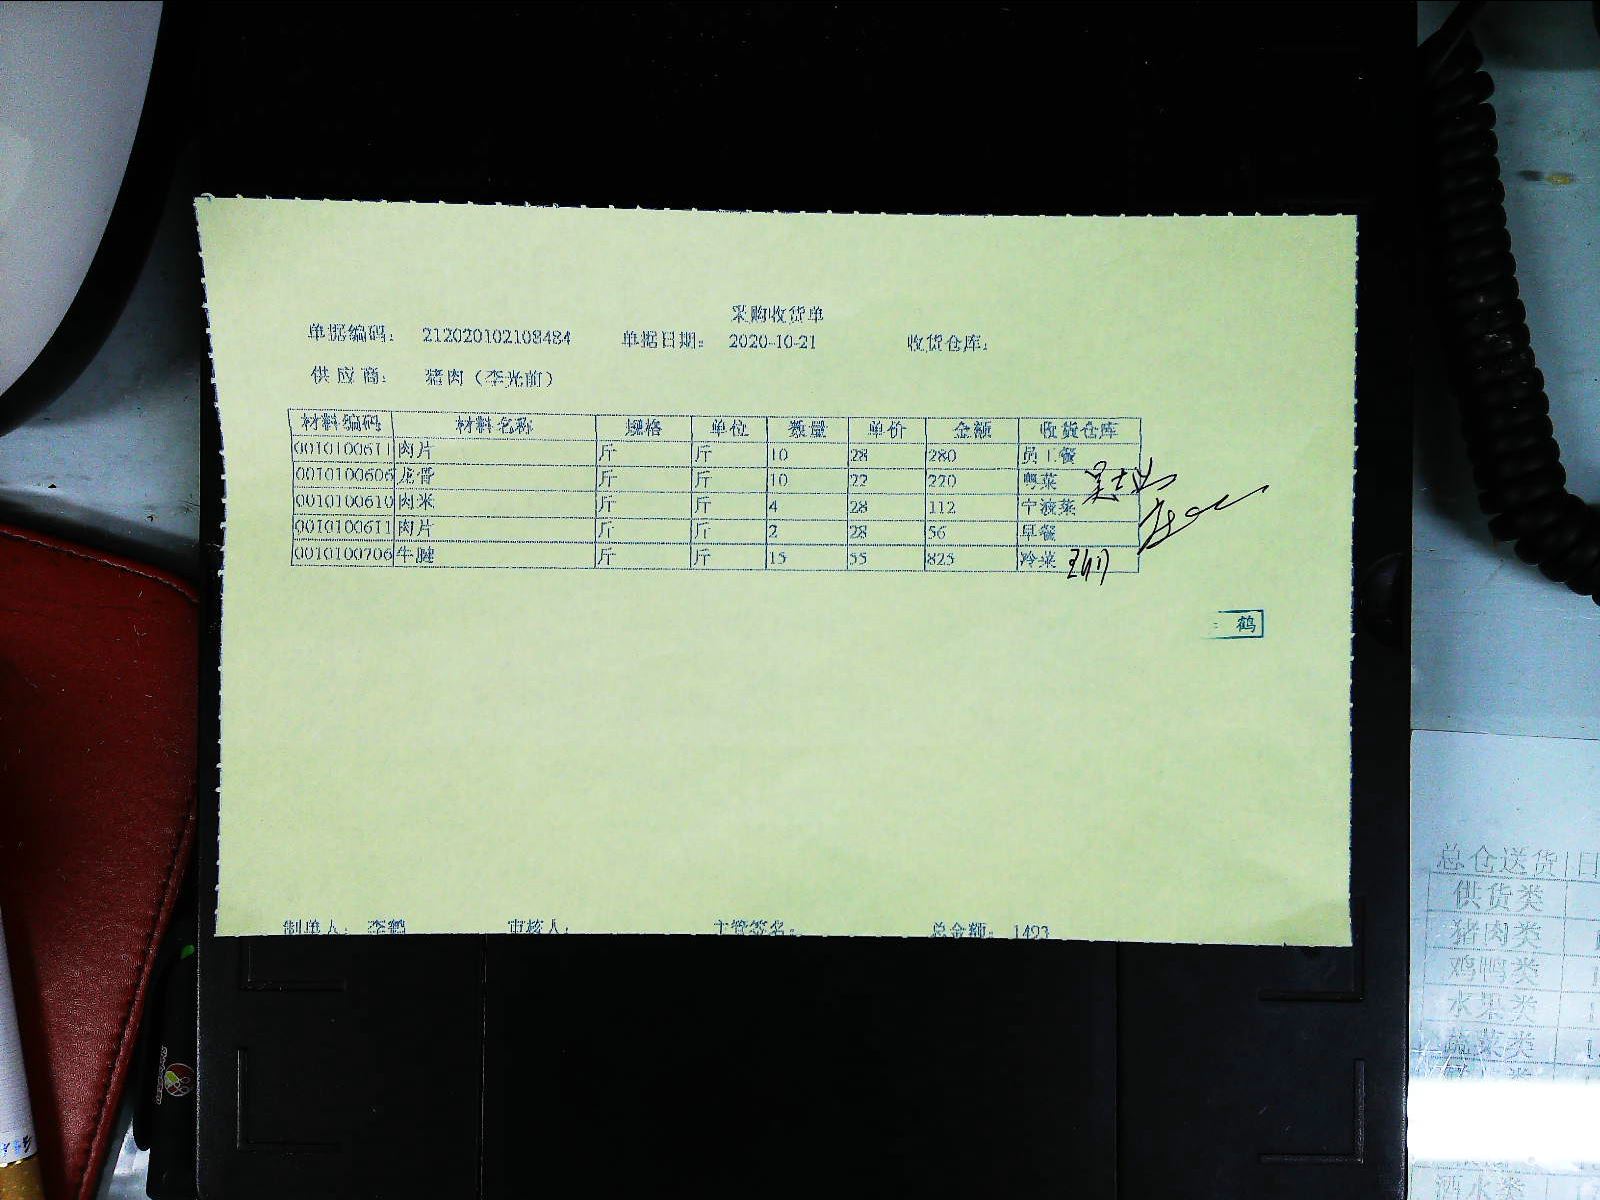 采购收货单
单据编码： 212020102108484 单据日期： 2020-10-21 收货仓库：
供 应 商： 猪肉（李光前）
材料编码 材料名称 规格 单位 数量 单价 金额 收货仓库
0010100611 肉片 斤 斤 10 28 280 员工餐
0010100606 龙骨 斤 斤 10 22 220 粤菜
0010100610 肉米 斤 斤 4 28 112 宁波菜
0010100611 肉片 斤 斤 2 28 56 早餐
0010100706 牛腱 斤 斤 15 55 825 冷菜
： 鹤
制单人： 李鹤 审核人： 主管签名： 总金额： 1493
总仓送货 日
供货类
猪肉类
鸡鸭类
水果类
蔬菜类
酒水类